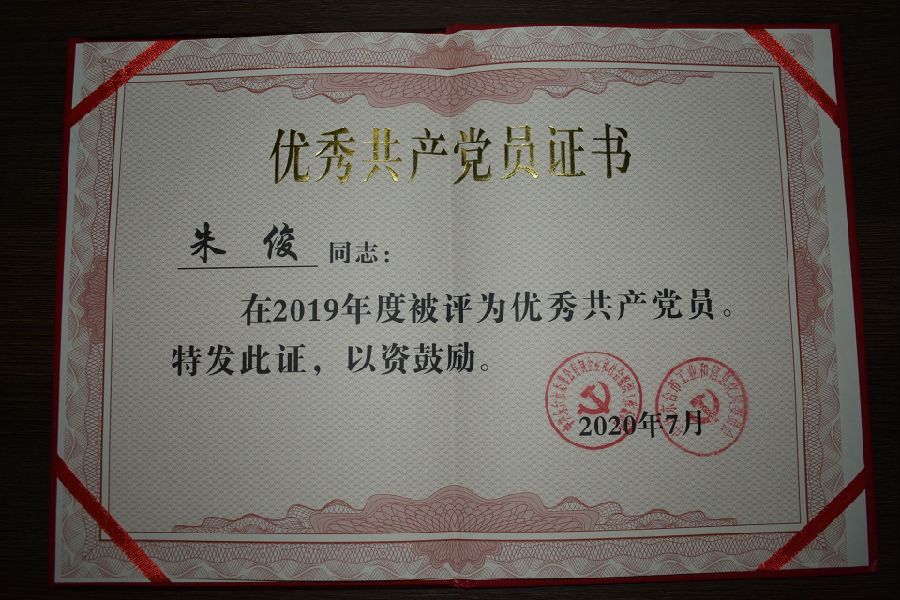 优秀共产党员证书
朱俊 同志：
在2019年度被评为优秀共产党员。
特发此证，以资鼓励。
2020年7月